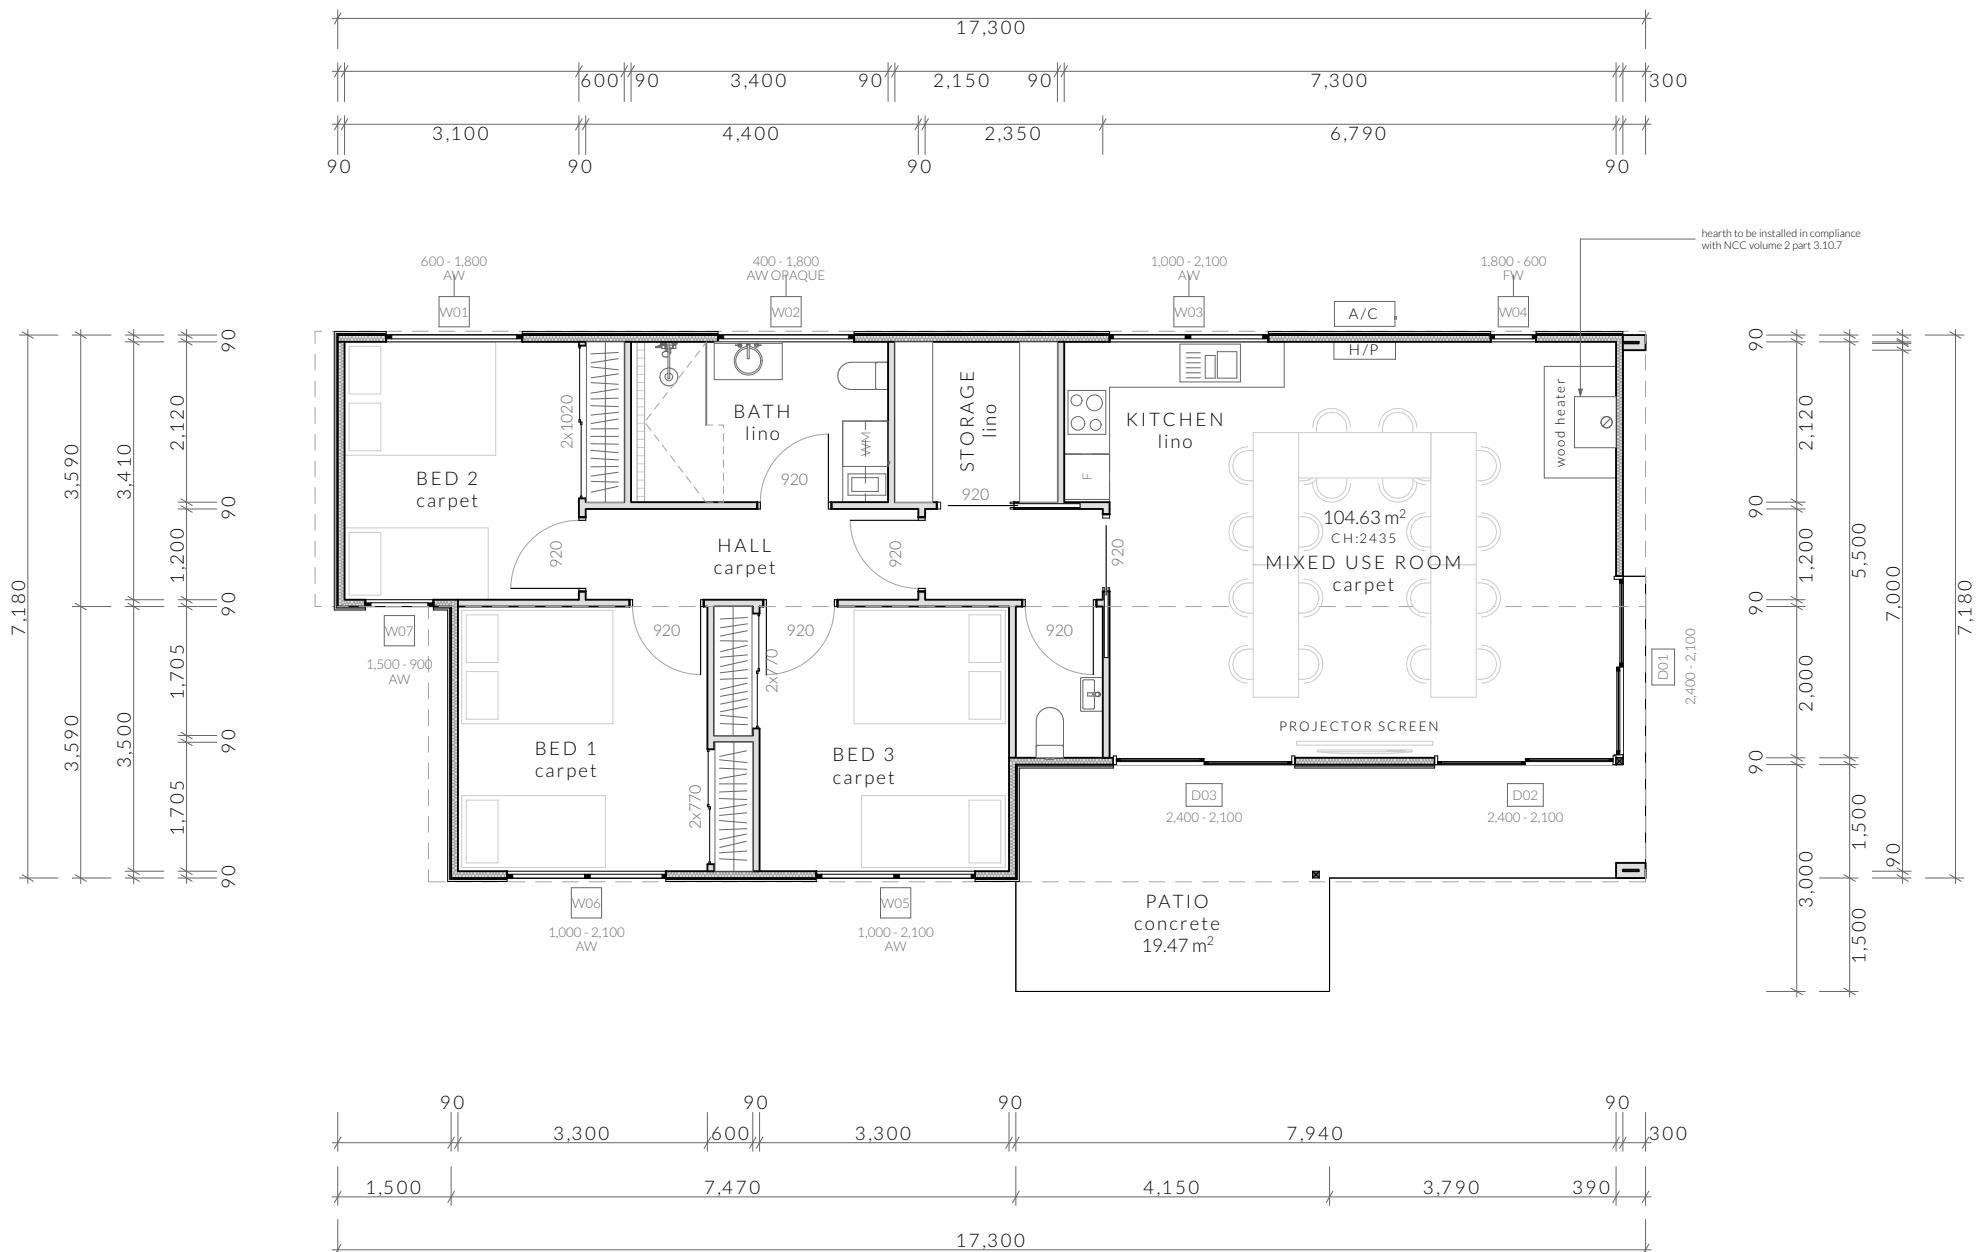 17,300
600 90 3,400 90 2,150 90 7,300 300
3,100 4,400 2,350 6,790
90 90 90 90
hearth to be installed in compliance
with NCC volume 2 part 3.10.7
600 - 1,800
AW
W01
400 - 1,800
AW OPAQUE
W02
1,000 - 2,100
AW
W03
A/C
H/P
1,800 - 600
FW
W04
7,180
3,590
3,590
3,410
3,500
90
2,120
90
1,200
90
1,705
90
1,705
90
BED 2
carpet
2x1020
920
BATH
lino
WM
920
STORAGE
lino
920
KITCHEN
lino
F
wood heater
HALL
carpet
920
920
104.63 m²
CH:2435
MIXED USE ROOM
carpet
PROJECTOR SCREEN
W07
1,500 - 900
AW
920
920
2x770
920
BED 1
carpet
2x770
BED 3
carpet
D01
2,400 - 2,100
D03
2,400 - 2,100
D02
2,400 - 2,100
W06
1,000 - 2,100
AW
W05
1,000 - 2,100
AW
PATIO
concrete
19.47 m²
90
2,120
90
1,200
90
2,000
90
3,000
5,500
1,500
1,500
7,000
90
7,180
90 90 90 90
3,300 600 3,300 7,940 300
1,500 7,470 4,150 3,790 390
17,300